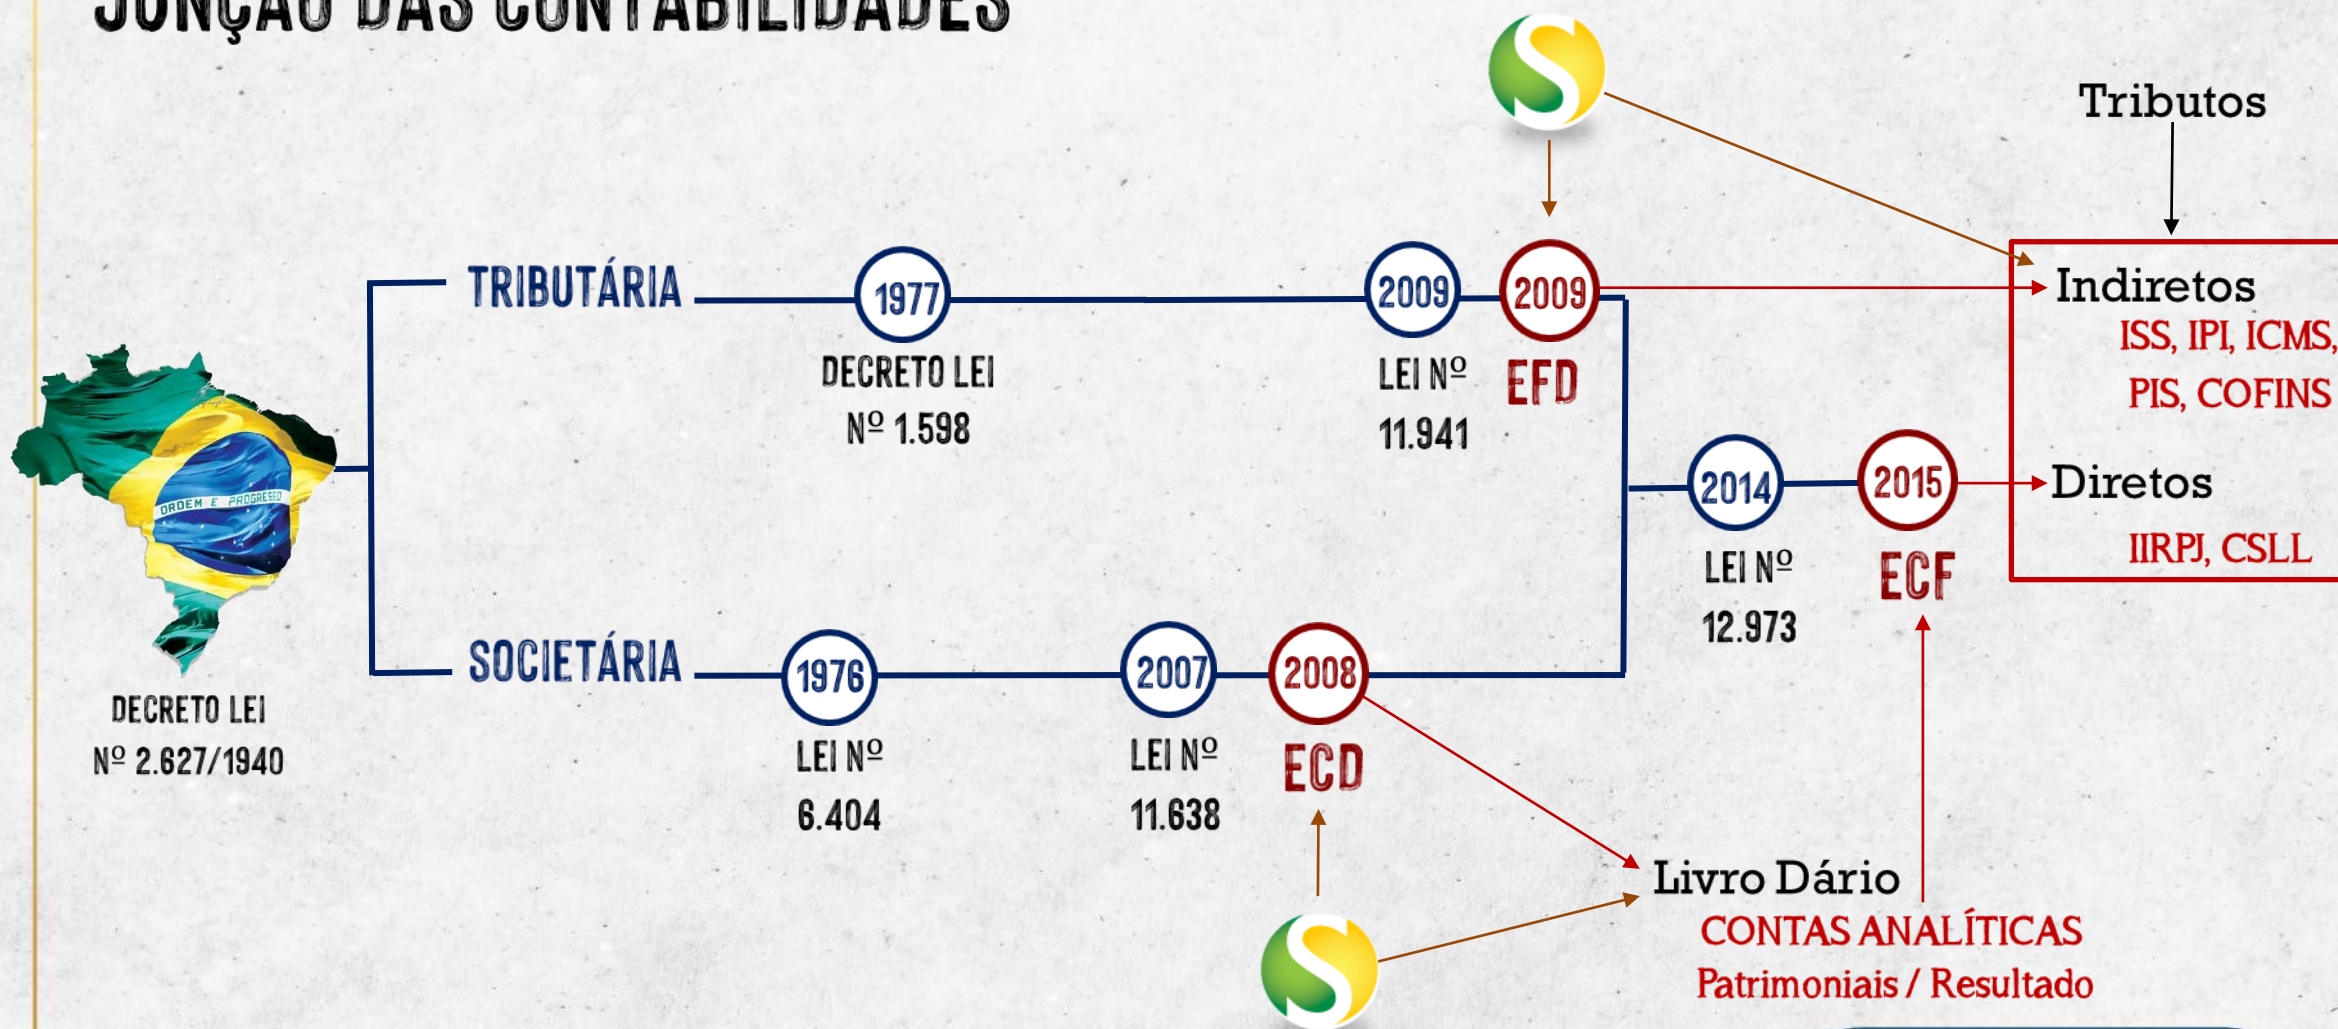 JUNÇÃO DAS CONTABILIDADES
Tributos
TRIBUTÁRIA
1977
DECRETO LEI
Nº 1.598
2009
LEI Nº
11.941
2009
EFD
Indiretos
ISS, IPI, ICMS,
PIS, COFINS
ORDEM E PROGRESSO
DECRETO LEI
Nº 2.627/1940
2014
LEI Nº
12.973
2015
ECF
Diretos
IIRPJ, CSLL
SOCIETÁRIA
1976
LEI Nº
6.404
2007
LEI Nº
11.638
2008
ECD
Livro Dário
CONTAS ANALÍTICAS
Patrimoniais / Resultado